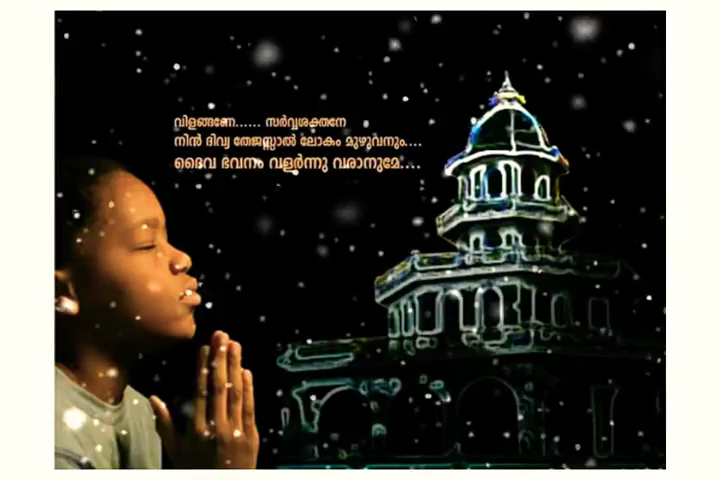 വിളങ്ങണേ...... സർവ്വശക്തനേ
നിൻ ദിവ്യ തേജസ്സാൽ ലോകം മുഴുവനും....
ദൈവ ഭവനം വളർന്നു വരാനുമേ....